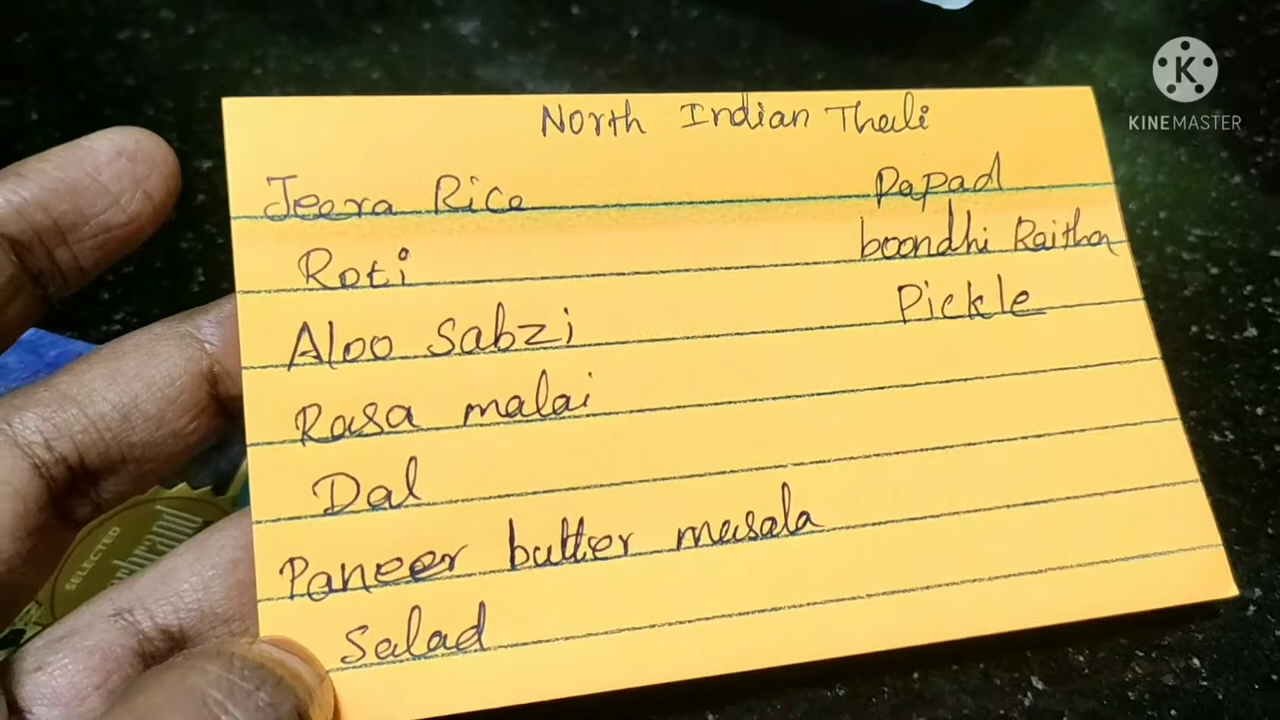 North Indian Thali
Jeera Rice
Roti
Aloo Sabzi
Rasa malai
Dal
Paneer butter masala
Salad
Papad
boondhi Raitha
Pickle
KINEMASTER
SELECTED